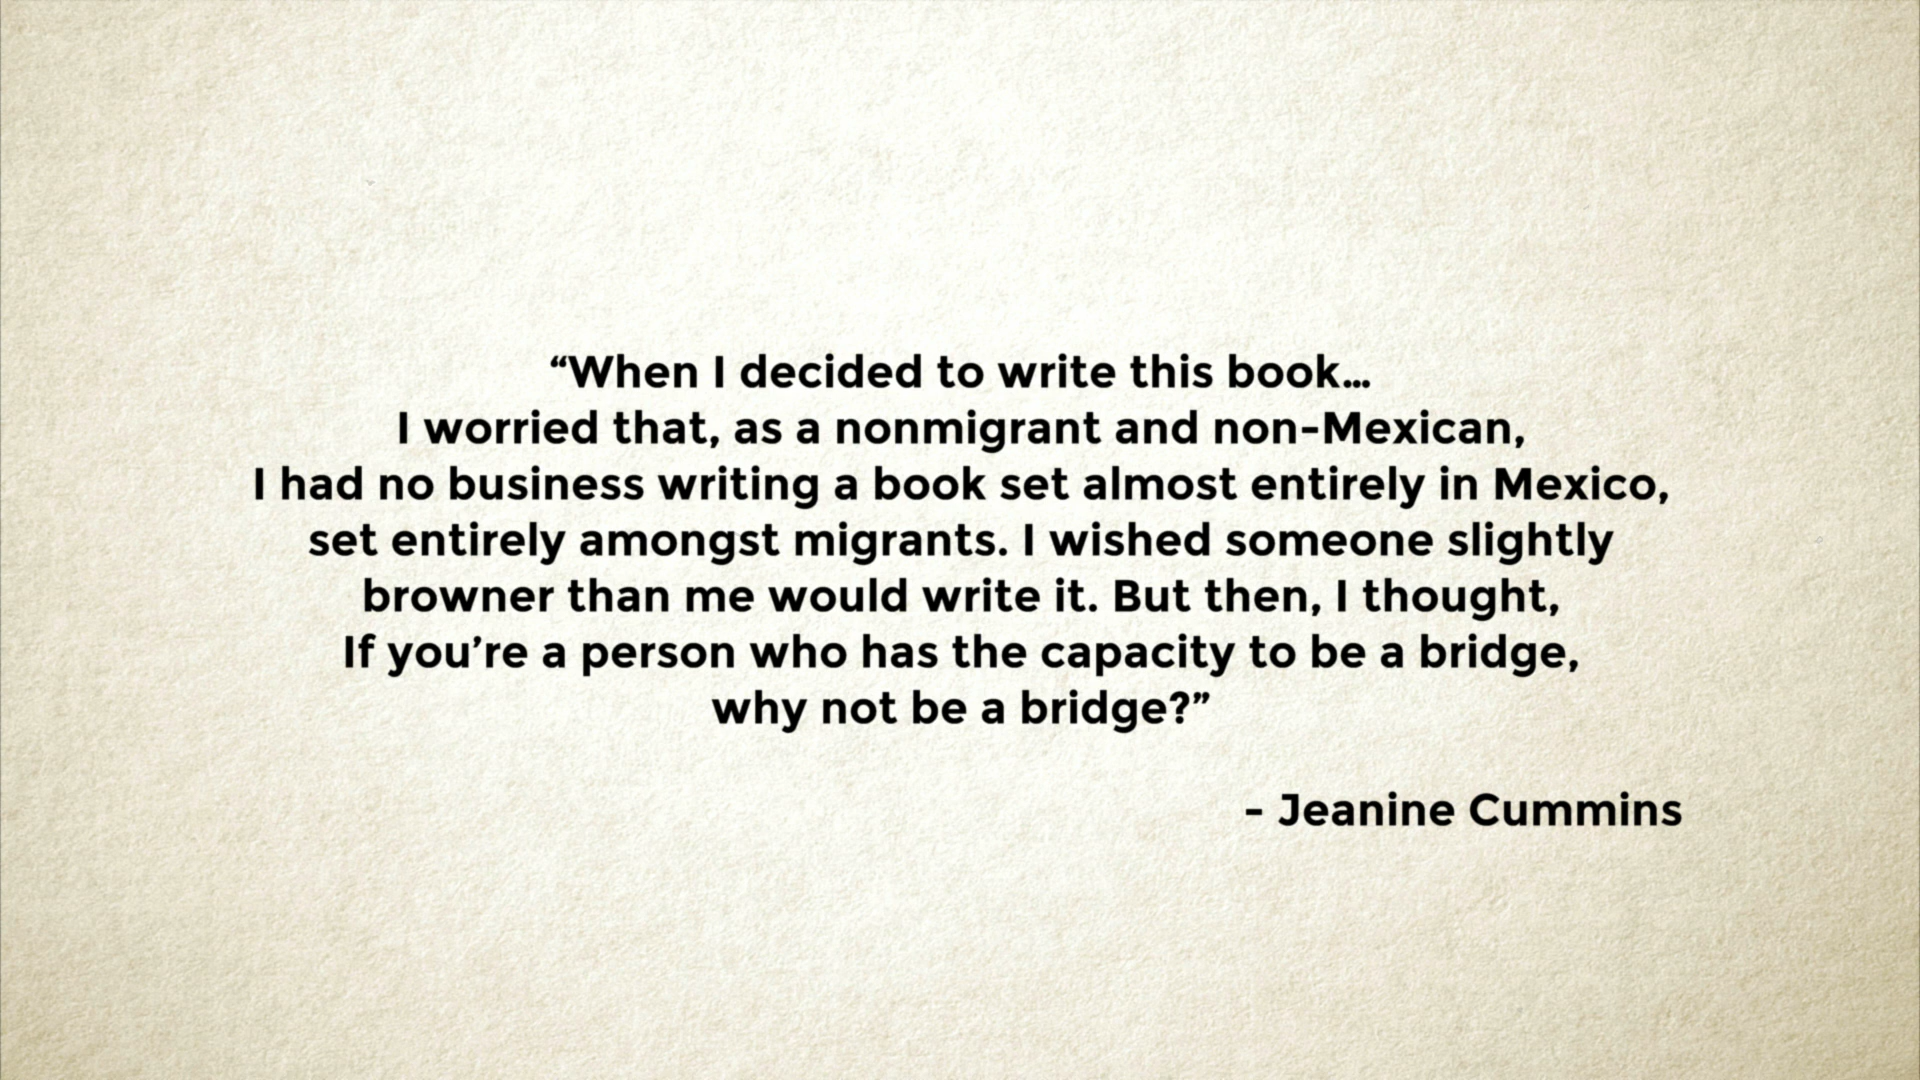 “When I decided to write this book…
I worried that, as a nonmigrant and non-Mexican,
I had no business writing a book set almost entirely in Mexico,
set entirely amongst migrants. I wished someone slightly
browner than me would write it. But then, I thought,
If you’re a person who has the capacity to be a bridge,
why not be a bridge?”
- Jeanine Cummins